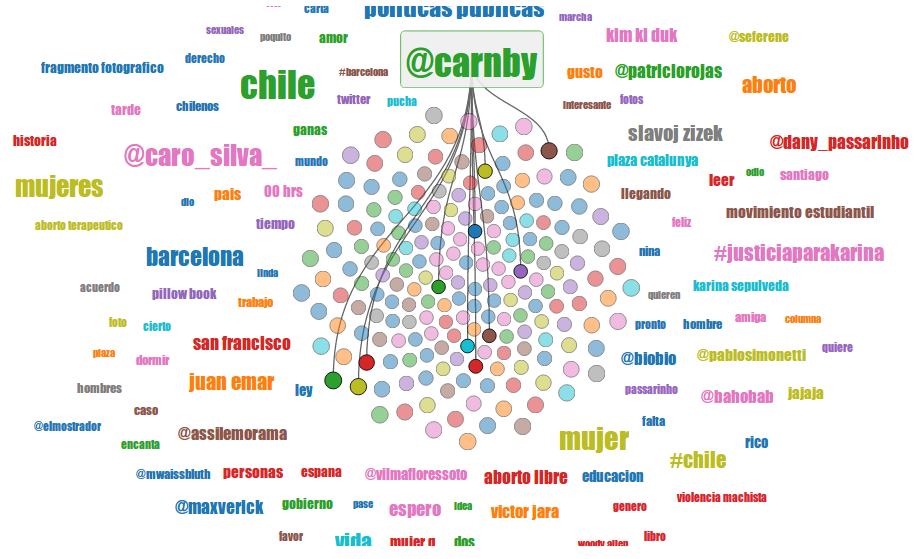 carta
politicas publicas
marcha
sexuales
poquito
amor
kim ki duk
@seferene
derecho
@carnby
fragmento fotografico
#barcelona
gusto
@patriciorojas
chile
aborto
tarde
chilenos
twitter
pucha
interesante
fotos
historia
ganas
slavoj zizek
@dany_passarinho
@caro_silva_
mundo
plaza catalunya
odio
mujeres
leer
santiago
dio
pais
00 hrs
llegando
aborto terapeutico
tiempo
feliz
movimiento estudiantil
barcelona
nina
#justiciaparakarina
linda
acuerdo
pillow book
trabajo
quieren
karina sepulveda
foto
cierto
pronto
hombre
amiga
columna
plaza
san francisco
quiere
dormir
@biobio
@pablosimonetti
hombres
juan emar
ley
passarinho
@bahobab
jajaja
caso
@elmostrador
@assilemorama
falta
encanta
mujer
rico
#chile
@mwaissbluth
personas
espana
@vilmafloressoto
aborto libre
educacion
@maxverick
gobierno
pase
espero
idea
victor jara
genero
violencia machista
favor
vida
dos
woody allen
libro